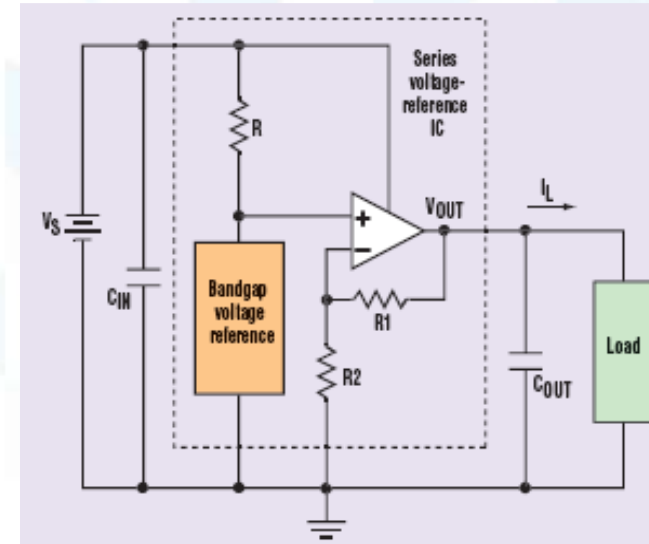 Series
voltage-
reference
IC
R
VOUT
IL
VS
+
−
CIN
Bandgap
voltage
reference
R1
R2
COUT
Load